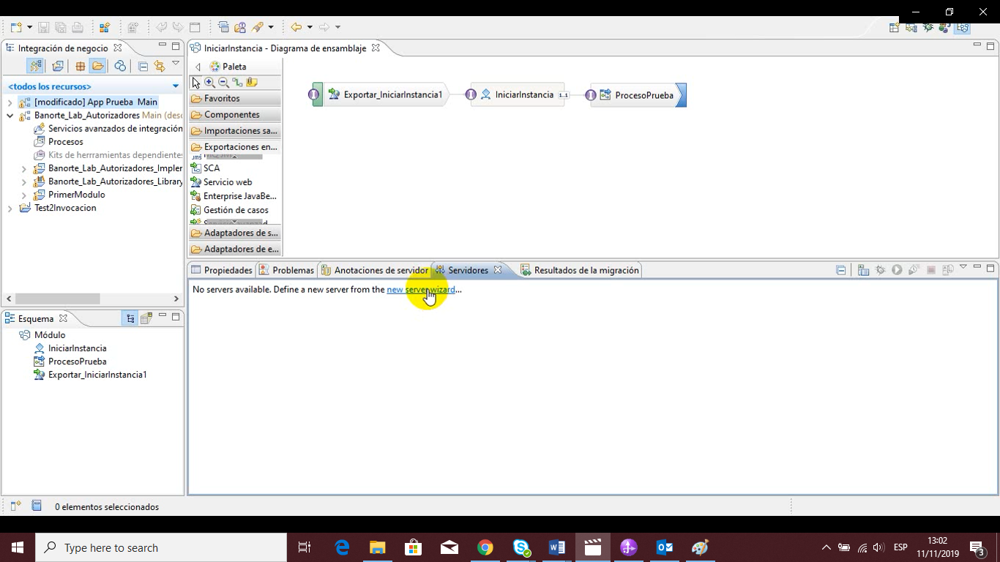 Integración de negocio
<todos los recursos>
[modificado] App Prueba Main
Banorte_Lab_Autorizadores Main (desc
Servicios avanzados de integración
Procesos
Kits de herrramientas dependientes
Banorte_Lab_Autorizadores_Impler
Banorte_Lab_Autorizadores_Library
PrimerModulo
Test2Invocacion
Esquema
Módulo
IniciarInstancia
ProcesoPrueba
Exportar_IniciarInstancia1
IniciarInstancia - Diagrama de ensamblaje
Paleta
Favoritos
Componentes
Importaciones sa...
Exportaciones en...
SCA
Servicio web
Enterprise JavaBe...
Gestión de casos
Adaptadores de s...
Adaptadores de e...
Exportar_IniciarInstancia1
IniciarInstancia 1..1
ProcesoPrueba
Propiedades Problemas Anotaciones de servidor Servidores Resultados de la migración
No servers available. Define a new server from the new server wizard...
0 elementos seleccionados
Type here to search
ESP
13:02
11/11/2019
3